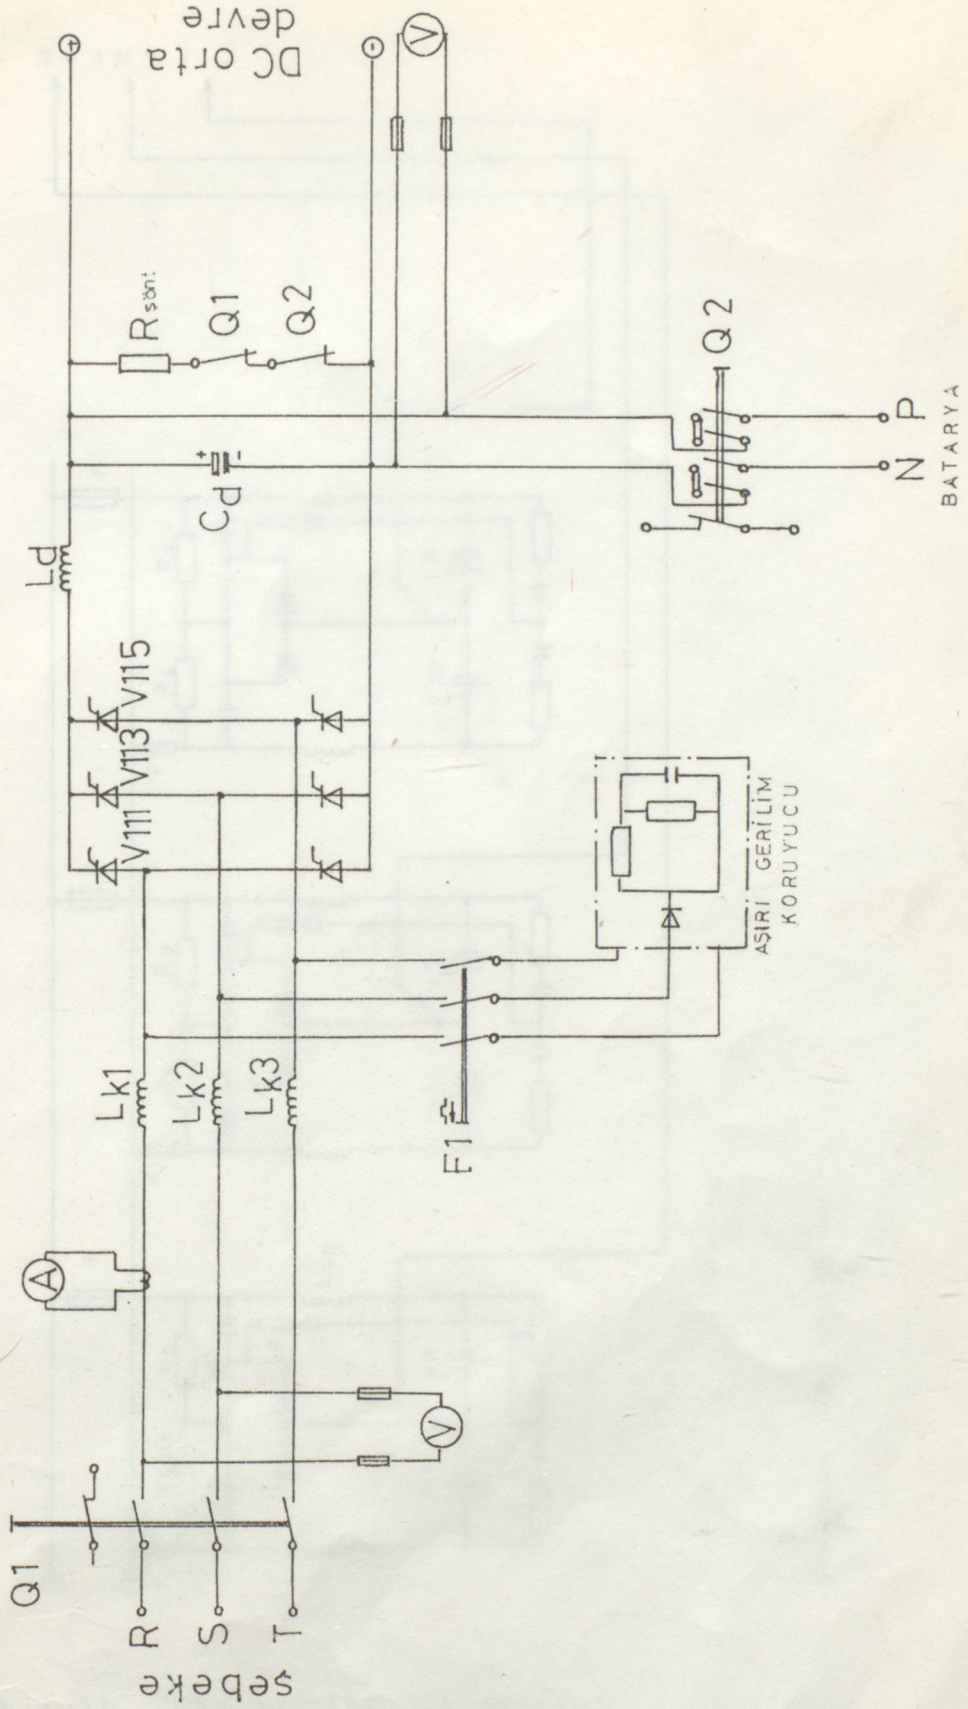 Q1
R
S
T
şebeke
A
V
Lk1
Lk2
Lk3
F1
V111
V113
V115
AŞIRI GERİLİM
KORUYUCU
Ld
Cd
+
-
Rşönt
Q1
Q2
Q2
N
P
BATARYA
V
+
-
DC orta
devre